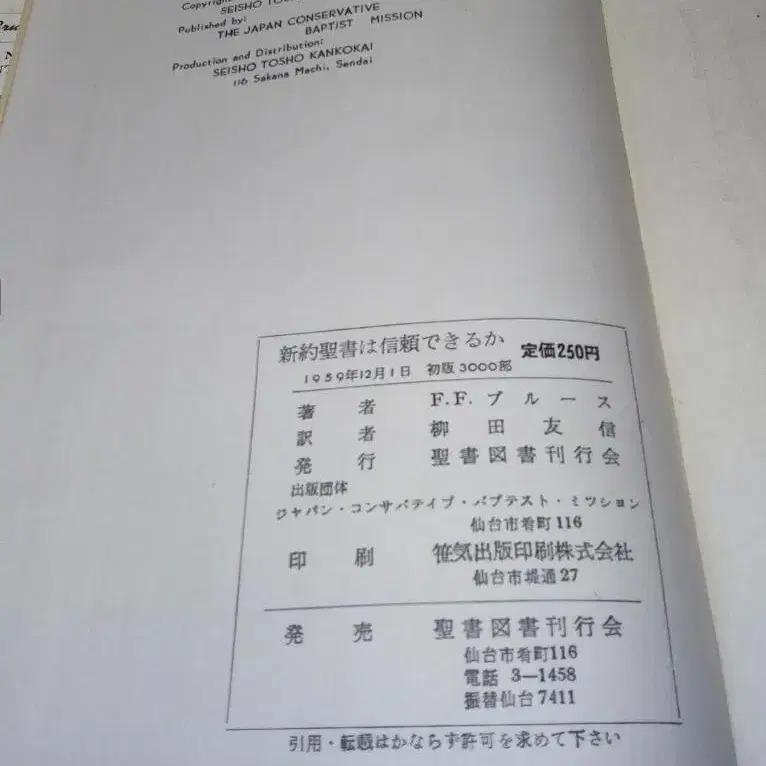 Copyright
SEISHO TOSH
Published by:
THE JAPAN CONSERVATIVE
BAPTIST MISSION
Production and Distribution:
SEISHO TOSHO KANKOKAI
116 Sakana Machi, Sendai
新約聖書は信頼できるか 定価250円
1959年12月1日 初版3000部
著者 F.F.ブルース
訳者 柳田友信
発行 聖書図書刊行会
出版団体
ジャパン・コンサバテイブ・バプテスト・ミツション
仙台市肴町116
印刷 笹気出版印刷株式会社
仙台市堤通27
発売 聖書図書刊行会
仙台市肴町116
電話 3—1458
振替仙台7411
引用・転載はかならず許可を求めて下さい